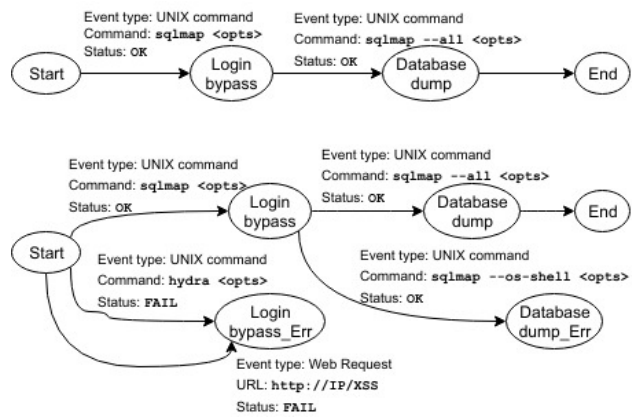 Event type: UNIX command
Command: sqlmap <opts>
Status: OK
Event type: UNIX command
Command: sqlmap --all <opts>
Status: OK
Start
Login
bypass
Database
dump
End
Event type: UNIX command
Command: sqlmap <opts>
Status: OK
Event type: UNIX command
Command: sqlmap --all <opts>
Status: OK
Login
bypass
Database
dump
End
Start
Event type: UNIX command
Command: hydra <opts>
Status: FAIL
Event type: UNIX command
Command: sqlmap --os-shell <opts>
Status: OK
Login
bypass_Err
Database
dump_Err
Event type: Web Request
URL: http://IP/XSS
Status: FAIL